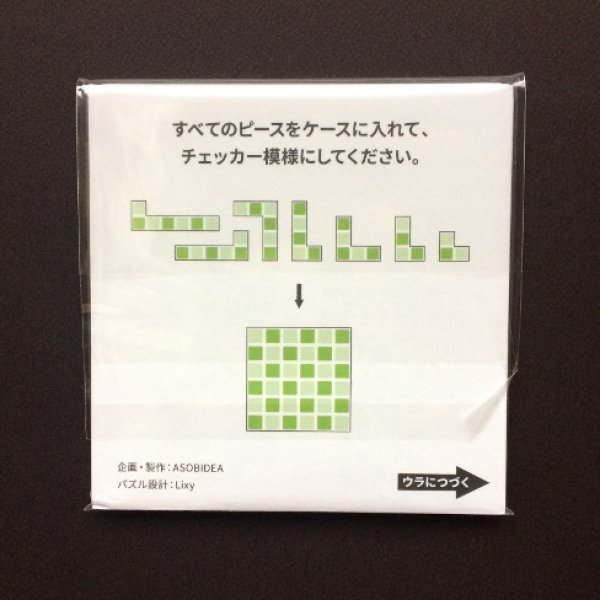 すべてのピースをケースに入れて、
チェッカー模様にしてください。
企画・製作：ASOBIDEA
パズル設計：Lixy
ウラにつづく